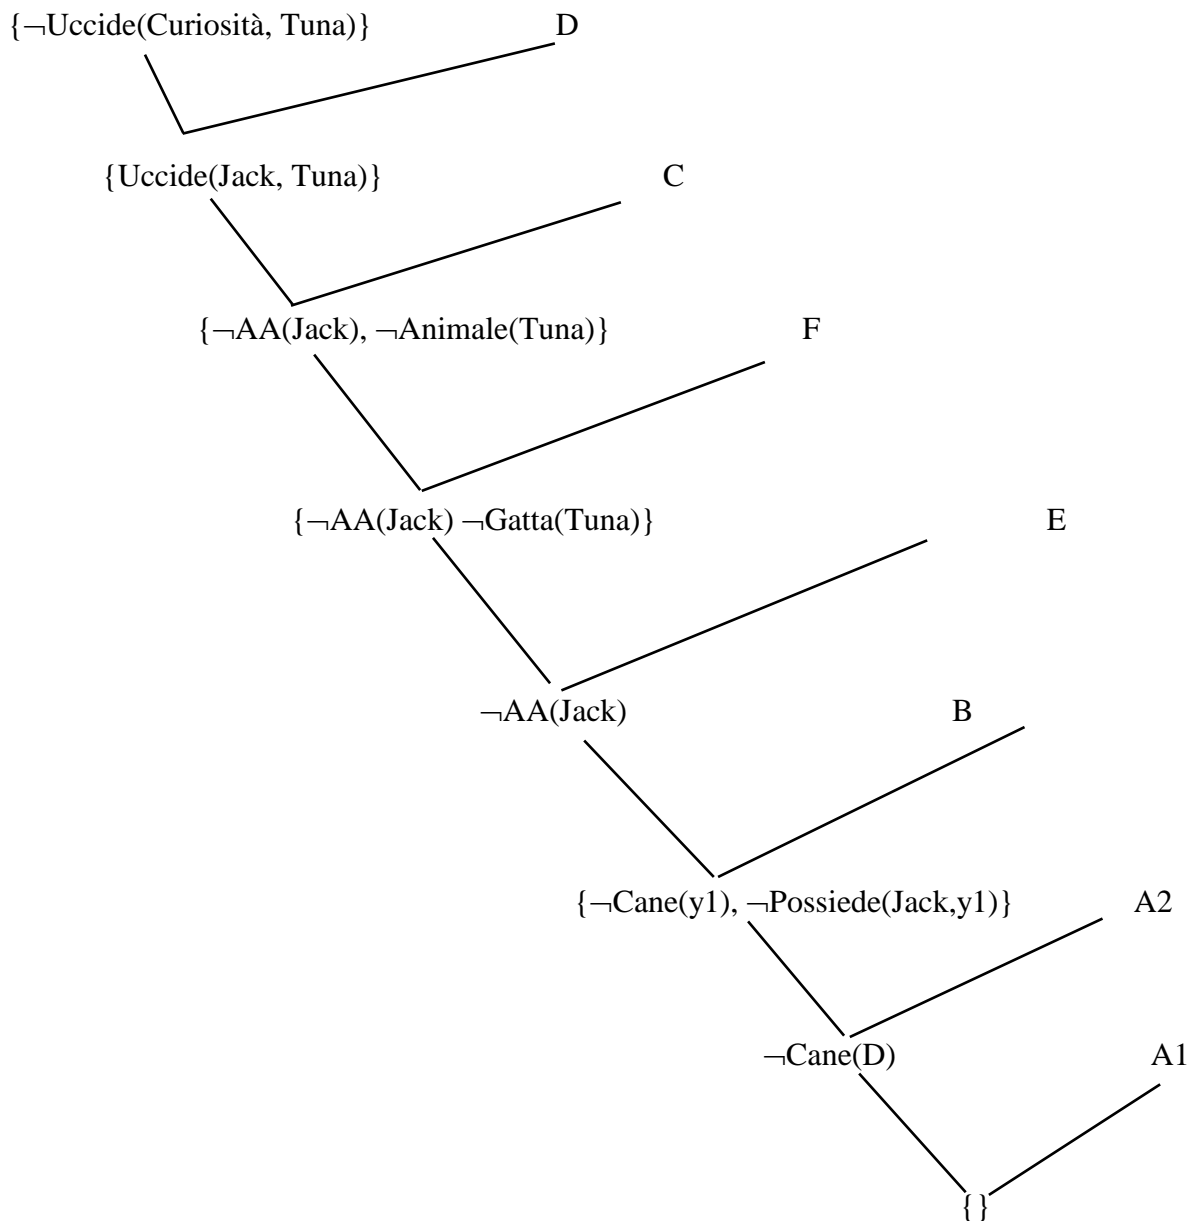 {¬Uccide(Curiosità, Tuna)} D
{Uccide(Jack, Tuna)} C
{¬AA(Jack), ¬Animale(Tuna)} F
{¬AA(Jack) ¬Gatta(Tuna)} E
¬AA(Jack) B
{¬Cane(y1), ¬Possiede(Jack,y1)} A2
¬Cane(D) A1
{}